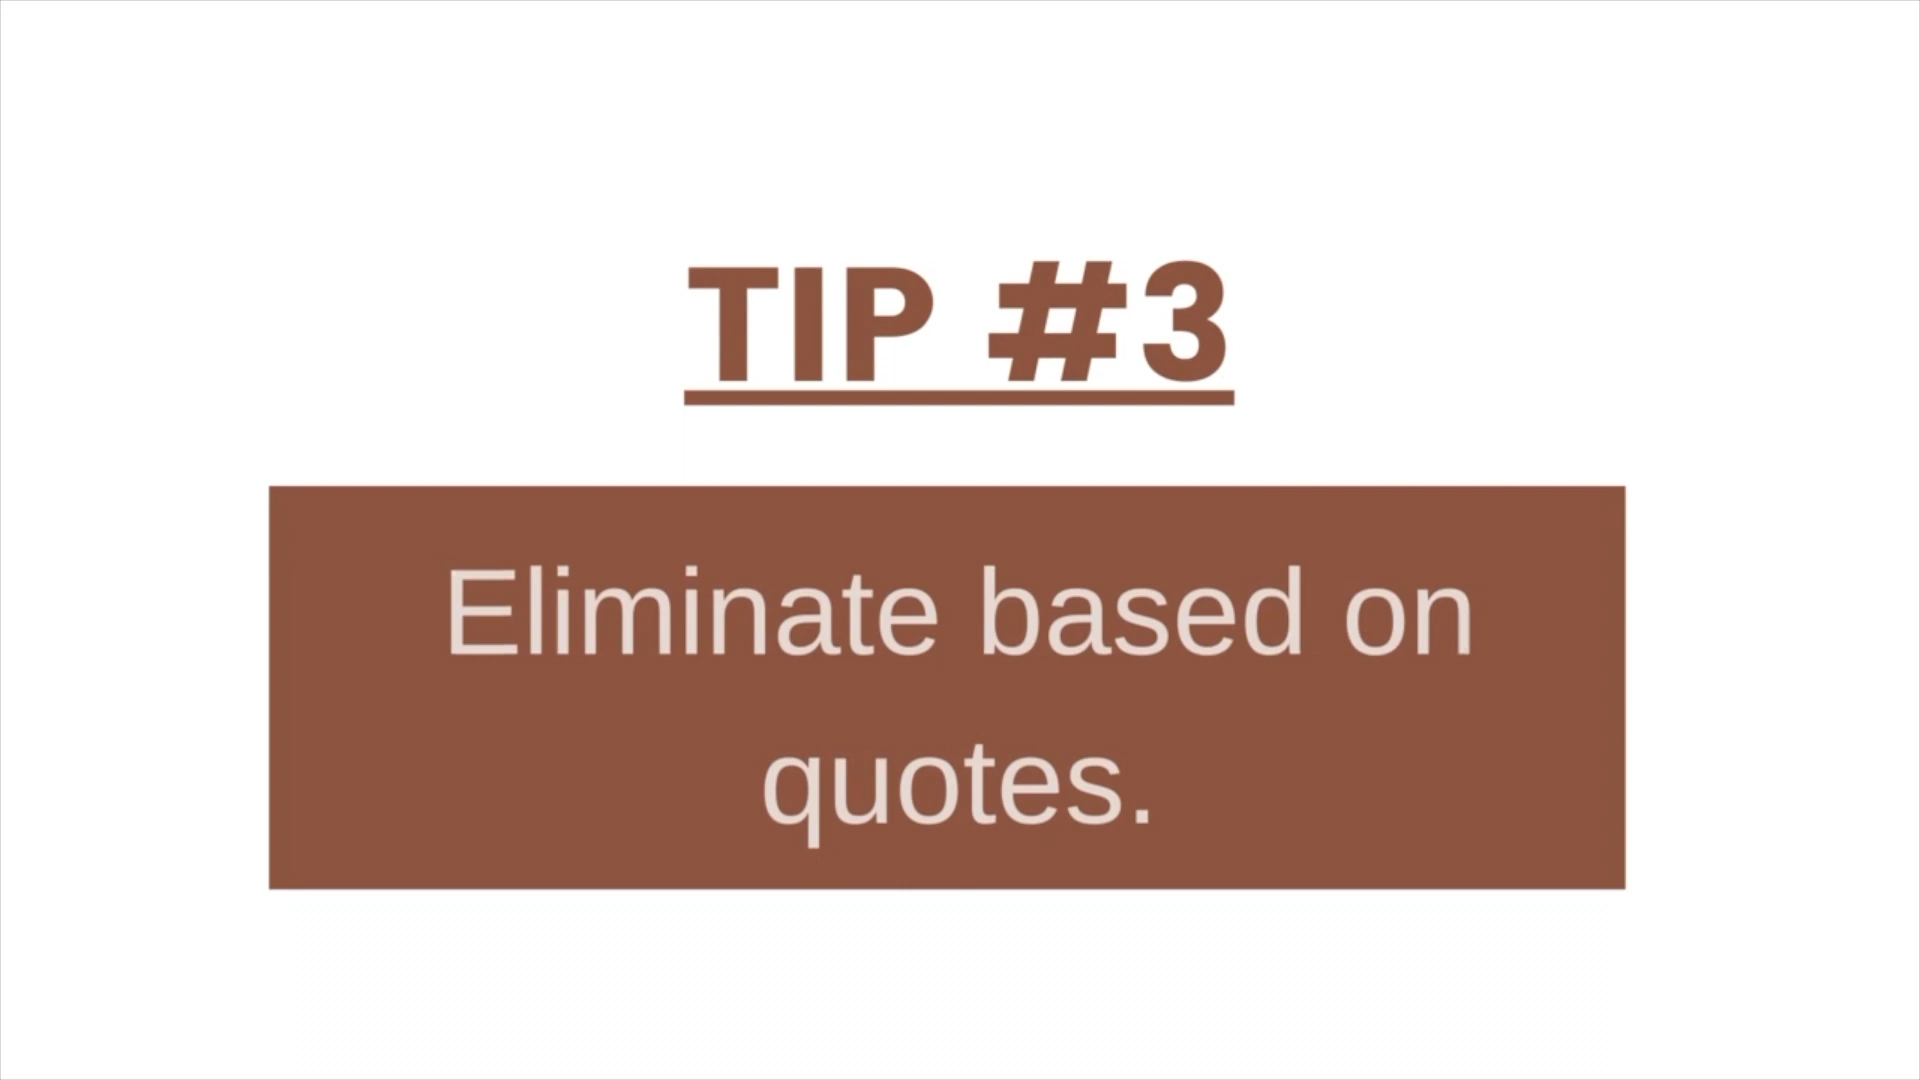 TIP #3
Eliminate based on
quotes.